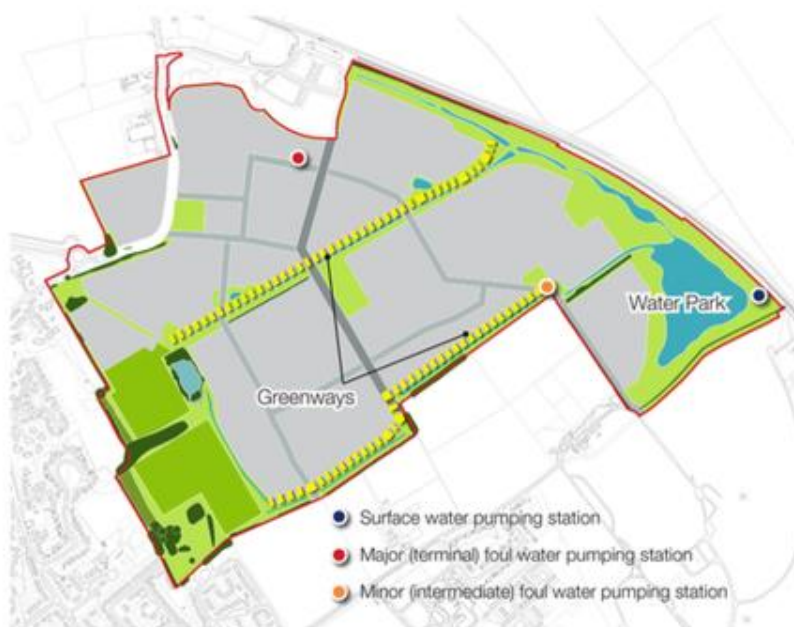 Water Park
Greenways
Surface water pumping station
Major (terminal) foul water pumping station
Minor (intermediate) foul water pumping station